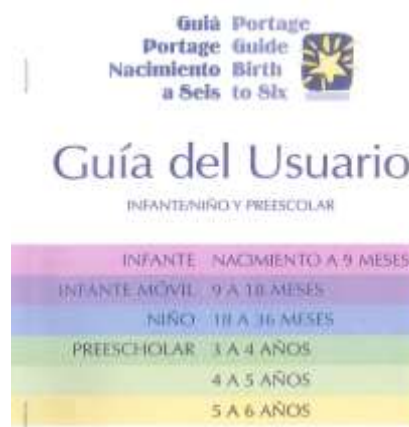 Guiá Portage
Portage Guide
Nacimiento Birth
a Seis to Six
Guía del Usuario
INFANTE/NIÑO Y PREESCOLAR
INFANTE NACIMIENTO A 9 MESES
INFANTE MÓVIL 9 A 18 MESES
NIÑO 18 A 36 MESES
PREESCHOLAR 3 A 4 AÑOS
4 A 5 AÑOS
5 A 6 AÑOS